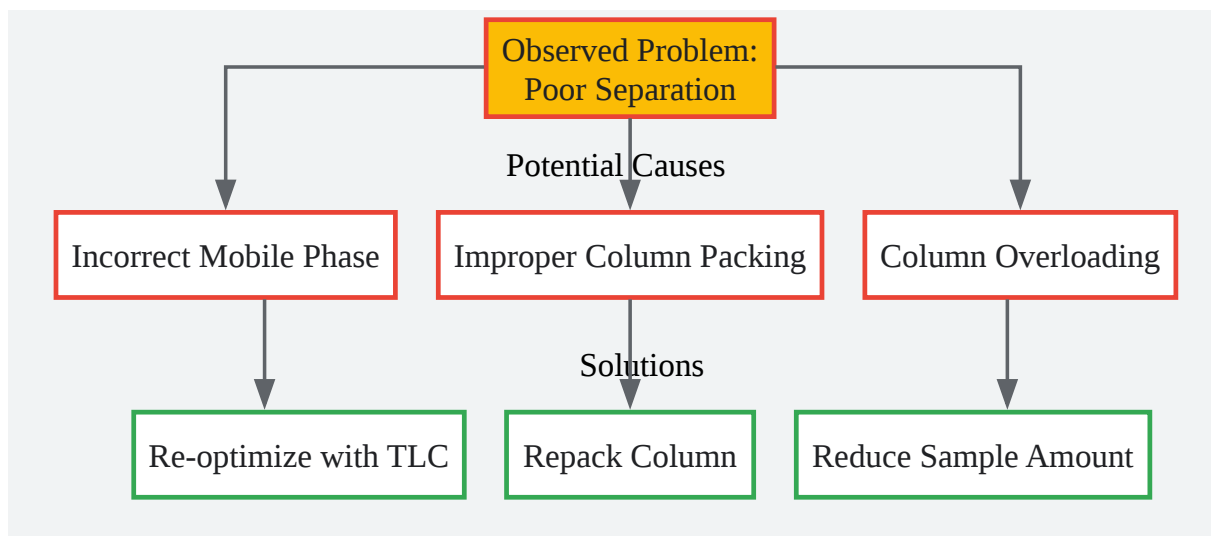 Observed Problem:
Poor Separation
Potential Causes
Incorrect Mobile Phase
Improper Column Packing
Column Overloading
Solutions
Re-optimize with TLC
Repack Column
Reduce Sample Amount